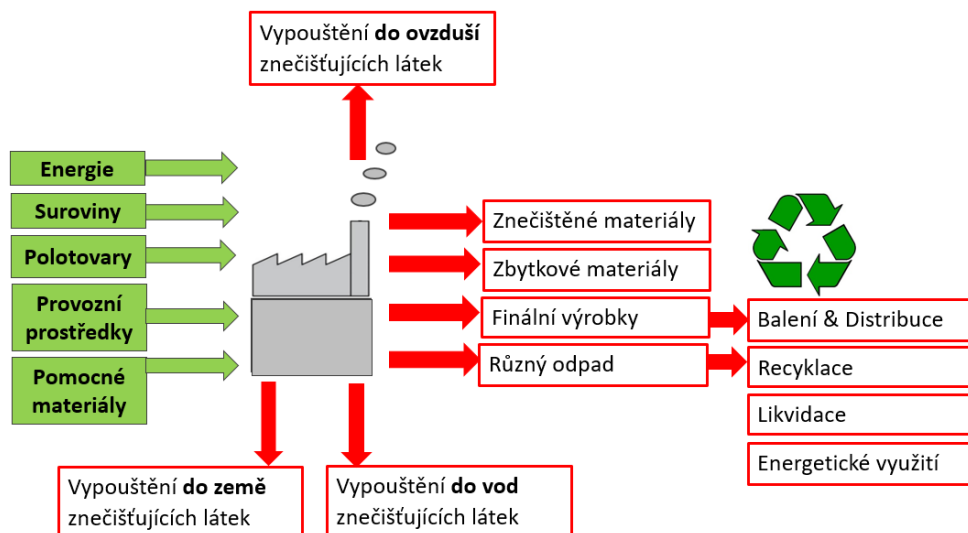 Vypouštění do ovzduší
znečišťujících látek
Energie
Suroviny
Polotovary
Provozní
prostředky
Pomocné
materiály
Znečištěné materiály
Zbytkové materiály
Finální výrobky
Různý odpad
Balení & Distribuce
Recyklace
Likvidace
Energetické využití
Vypouštění do země
znečišťujících látek
Vypouštění do vod
znečišťujících látek